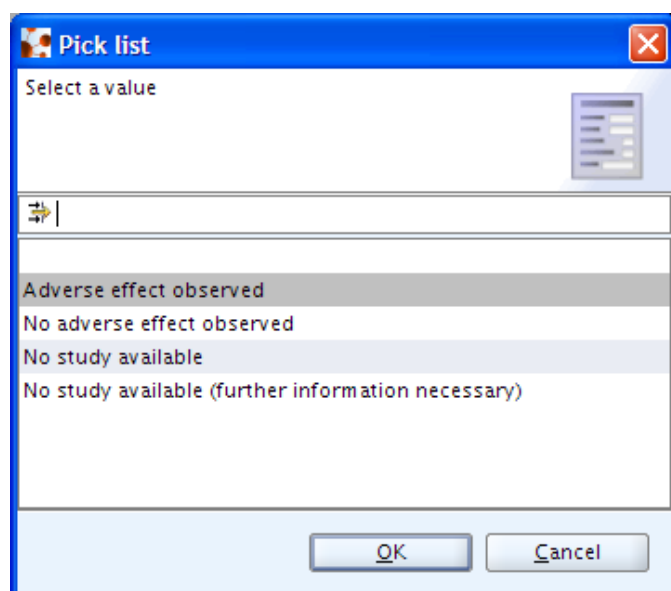 Pick list
Select a value
Adverse effect observed
No adverse effect observed
No study available
No study available (further information necessary)
OK
Cancel